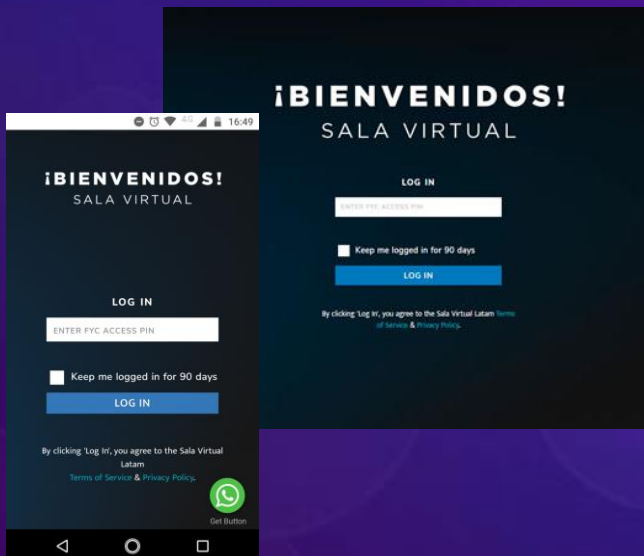 ¡BIENVENIDOS!
SALA VIRTUAL
LOG IN
ENTER FYC ACCESS PIN
Keep me logged in for 90 days
LOG IN
By clicking 'Log In', you agree to the Sala Virtual Latam Terms
of Service & Privacy Policy.
4G 16:49
¡BIENVENIDOS!
SALA VIRTUAL
LOG IN
ENTER FYC ACCESS PIN
Keep me logged in for 90 days
LOG IN
By clicking 'Log In', you agree to the Sala Virtual
Latam
Terms of Service & Privacy Policy.
Get Button